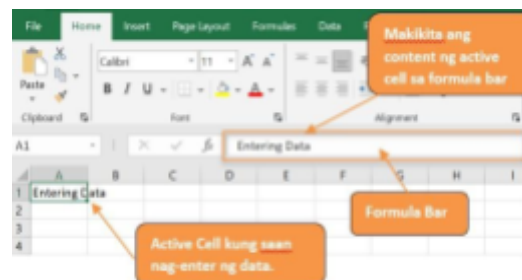 File Home Insert Page Layout Formulas Data
Makikita ang
content ng active
cell sa formula bar
Paste
Calibri 11 A A
B I U A
Clipboard Font Alignment
A1 fx Entering Data
A B C D E F G H I
1 Entering Data
2
3
4
Formula Bar
Active Cell kung saan
nag-enter ng data.